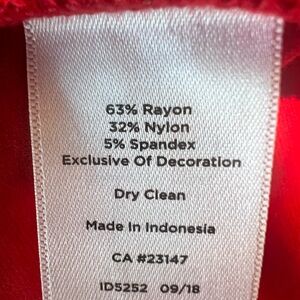 63% Rayon
32% Nylon
5% Spandex
Exclusive Of Decoration
Dry Clean
Made In Indonesia
CA #23147
ID5252 09/18